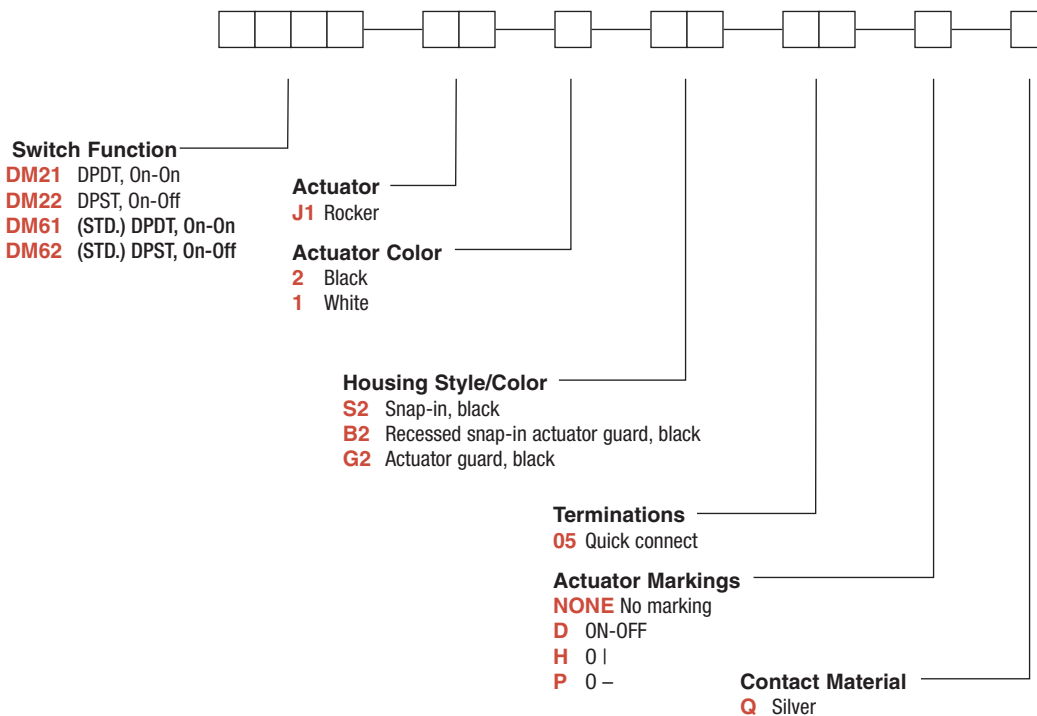 Switch Function
DM21 DPDT, On-On
DM22 DPST, On-Off
DM61 (STD.) DPDT, On-On
DM62 (STD.) DPST, On-Off
Actuator
J1 Rocker
Actuator Color
2 Black
1 White
Housing Style/Color
S2 Snap-in, black
B2 Recessed snap-in actuator guard, black
G2 Actuator guard, black
Terminations
05 Quick connect
Actuator Markings
NONE No marking
D ON-OFF
H O |
P O –
Contact Material
Q Silver